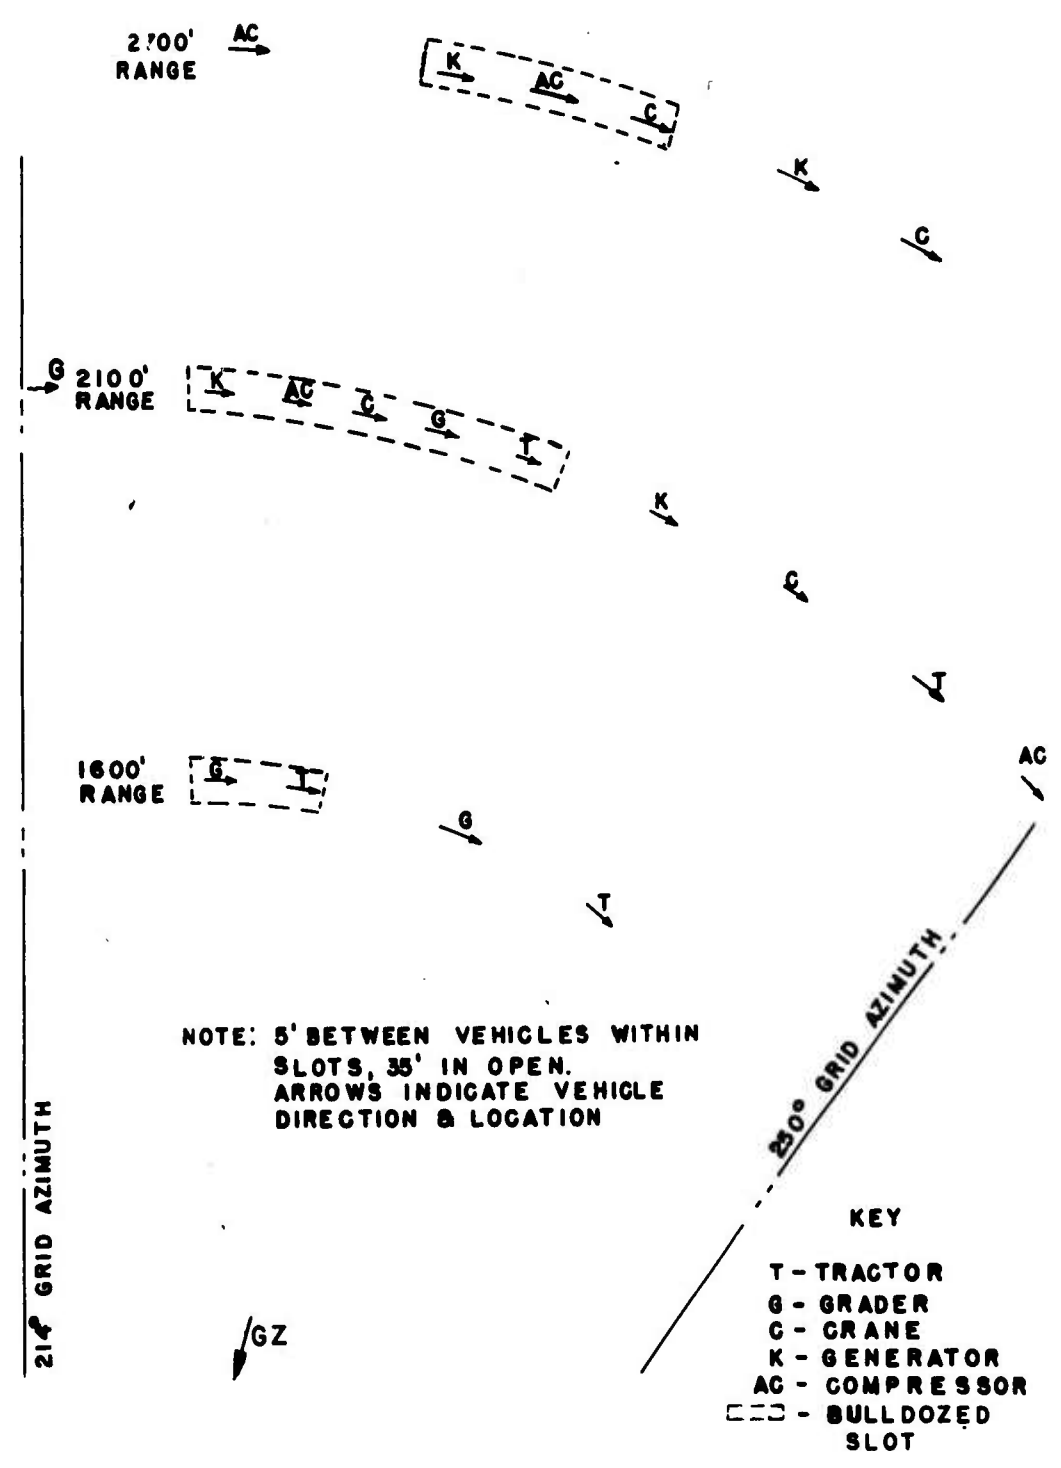 2700' RANGE
AC
K
AC
C
K
C
G
2100' RANGE
K
AC
C
G
T
K
C
T
AC
1600' RANGE
G
T
G
T
NOTE: 5' BETWEEN VEHICLES WITHIN
SLOTS, 35' IN OPEN.
ARROWS INDICATE VEHICLE
DIRECTION & LOCATION
214° GRID AZIMUTH
250° GRID AZIMUTH
GZ
KEY
T - TRACTOR
G - GRADER
C - CRANE
K - GENERATOR
AC - COMPRESSOR
- BULLDOZED
SLOT